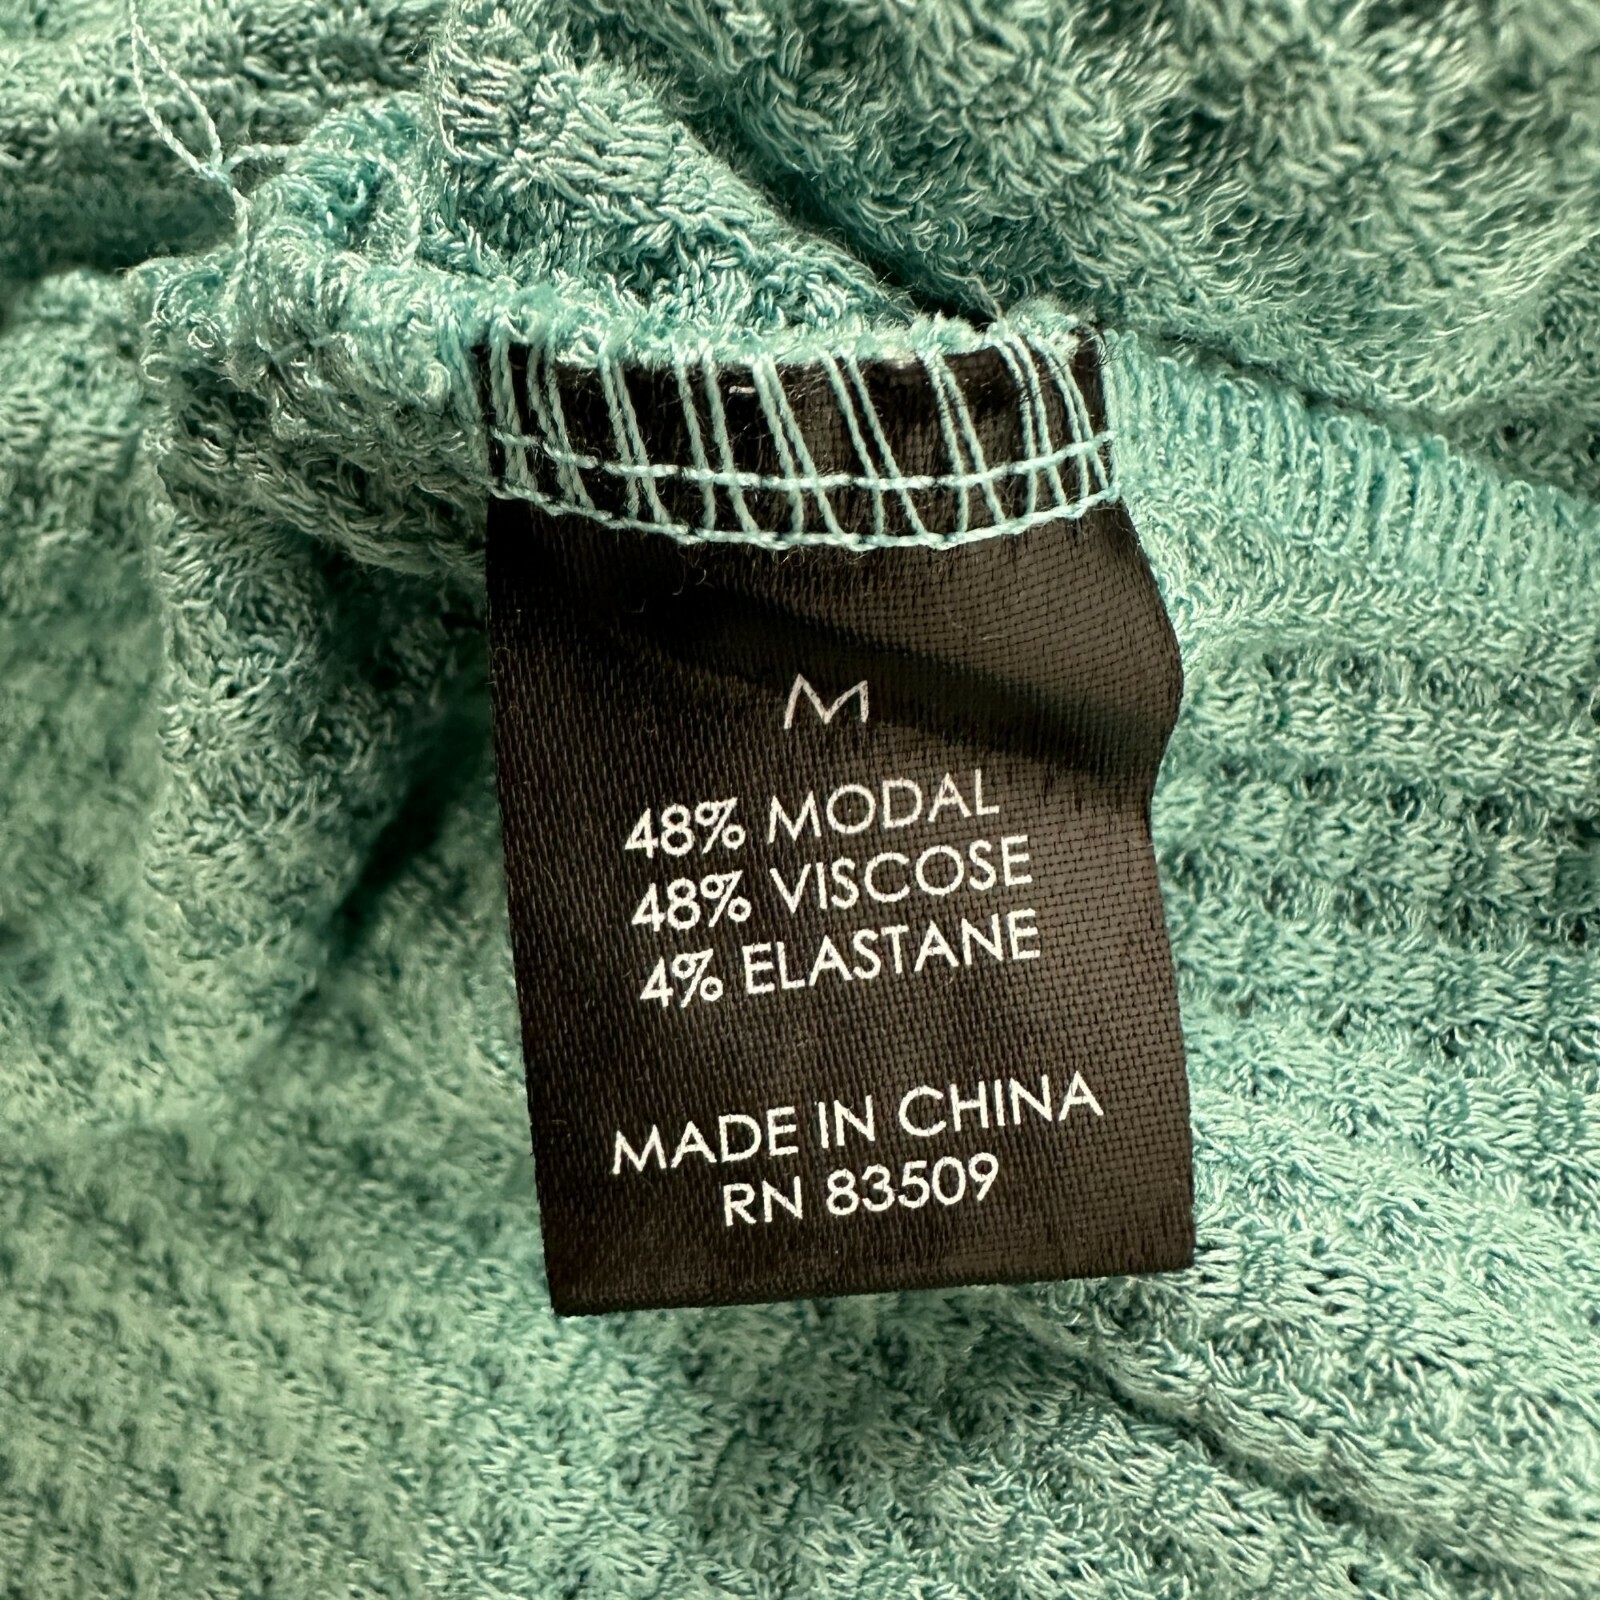 M
48% MODAL
48% VISCOSE
4% ELASTANE
MADE IN CHINA
RN 83509